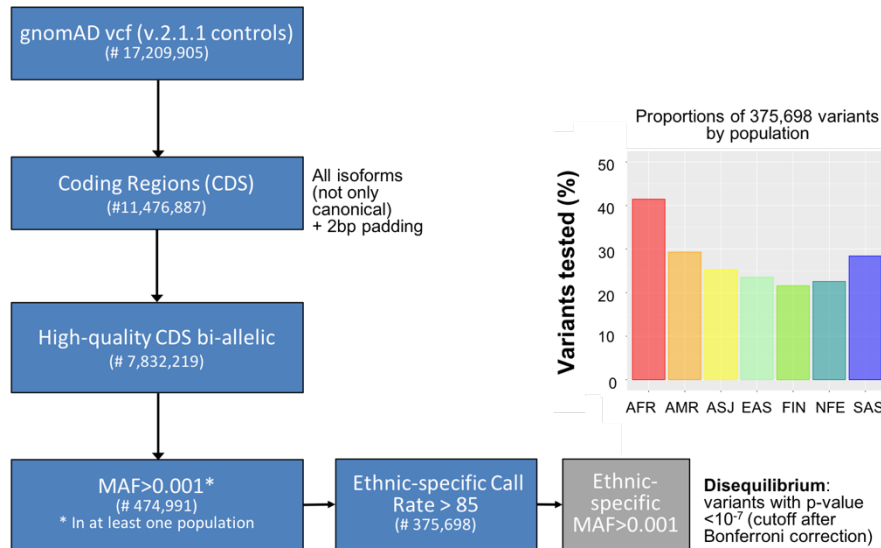 gnomAD vcf (v.2.1.1 controls)
(# 17,209,905)
Coding Regions (CDS)
(#11,476,887)
All isoforms
(not only
canonical)
+ 2bp padding
High-quality CDS bi-allelic
(# 7,832,219)
MAF>0.001*
(# 474,991)
* In at least one population
Ethnic-specific Call
Rate > 85
(# 375,698)
Ethnic-
specific
MAF>0.001
Disequilibrium:
variants with p-value
<10-7 (cutoff after
Bonferroni correction)
Proportions of 375,698 variants
by population
Variants tested (%)
50
40
30
20
10
0
AFR AMR ASJ EAS FIN NFE SAS